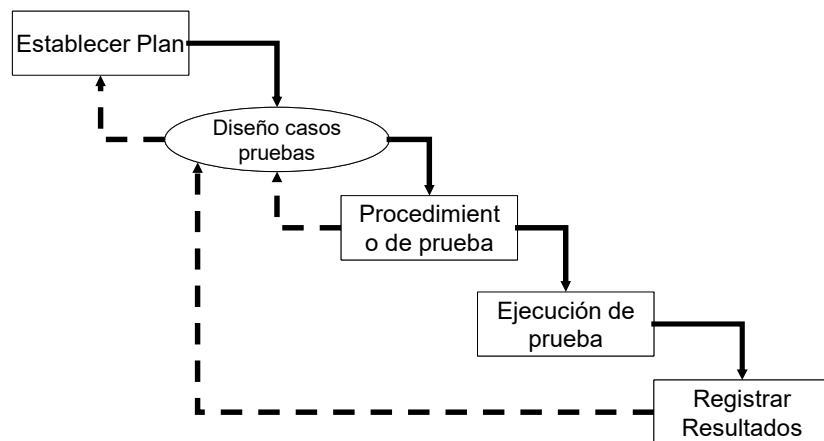 Establecer Plan
Diseño casos
pruebas
Procedimient
o de prueba
Ejecución de
prueba
Registrar
Resultados